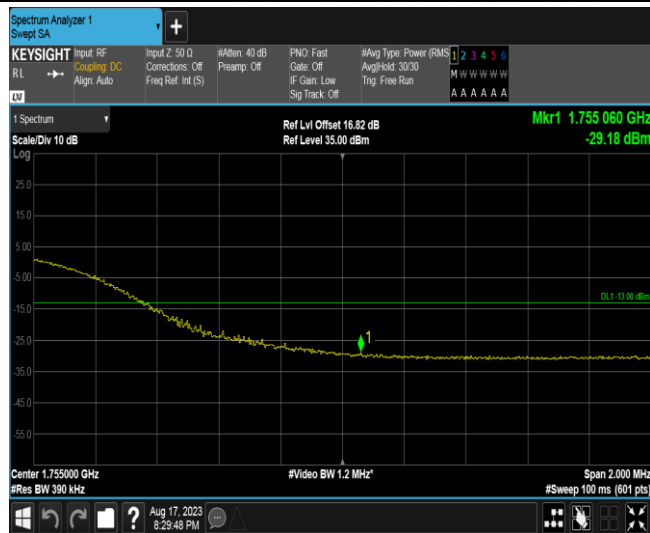 Spectrum Analyzer 1
Swept SA
+
KEYSIGHT
RL
LXI
Input: RF
Coupling: DC
Align: Auto
Input Z: 50 Ω
Corrections: Off
Freq Ref: Int (S)
#Atten: 40 dB
Preamp: Off
PNO: Fast
Gate: Off
IF Gain: Low
Sig Track: Off
#Avg Type: Power (RMS
Avg|Hold: 30/30
Trig: Free Run
1 2 3 4 5 6
M W W W W W
A A A A A A
1 Spectrum
Scale/Div 10 dB
Log
Ref Lvl Offset 16.82 dB
Ref Level 35.00 dBm
Mkr1 1.755 060 GHz
-29.18 dBm
25.0
15.0
5.00
-5.00
-15.0
-25.0
-35.0
-45.0
-55.0
DL1 -13.00 dBm
1
Center 1.755000 GHz
#Res BW 390 kHz
#Video BW 1.2 MHz*
Span 2.000 MHz
#Sweep 100 ms (601 pts)
?
Aug 17, 2023
8:29:48 PM